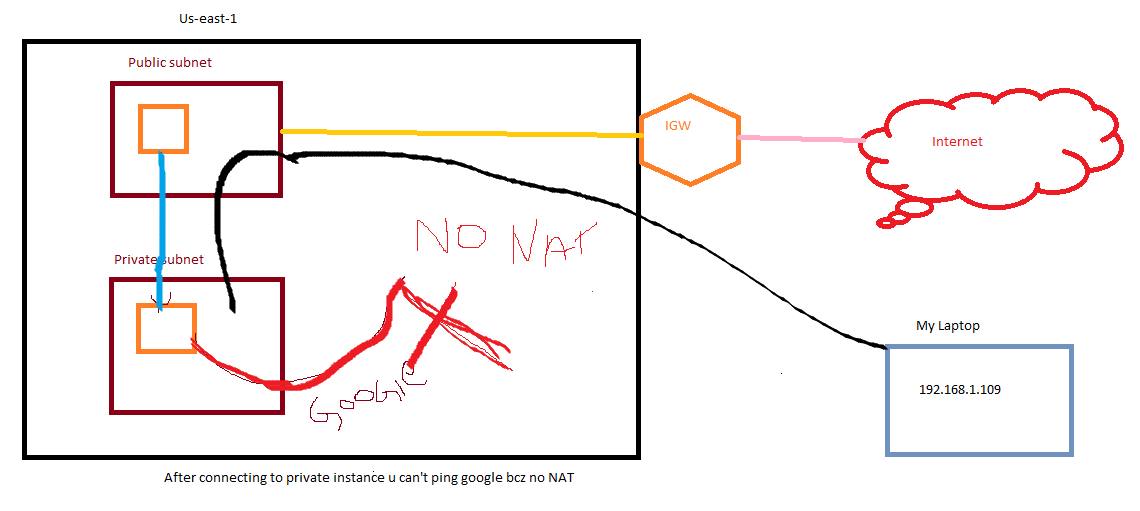 Us-east-1
Public subnet
IGW
Internet
NO NAT
Private subnet
My Laptop
192.168.1.109
GOOGlE
After connecting to private instance u can't ping google bcz no NAT